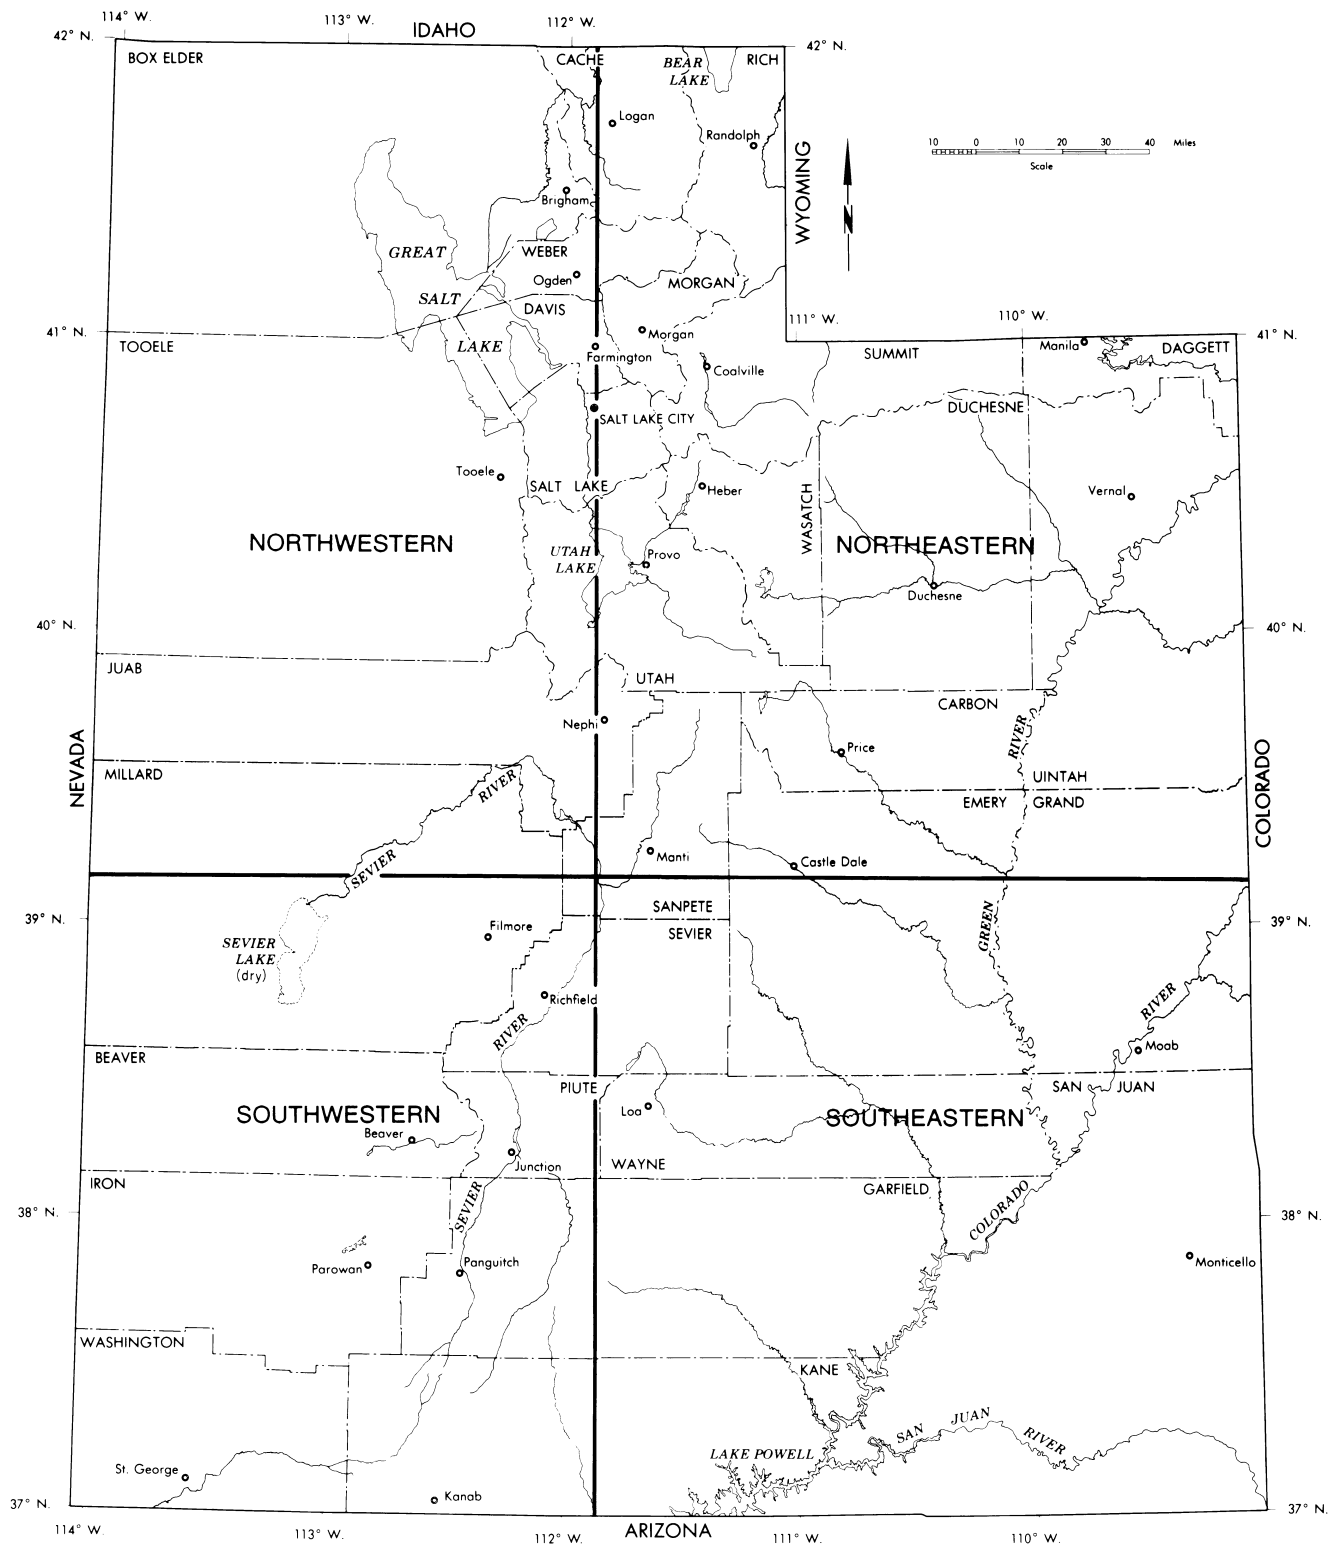 114° W.
113° W.
112° W.
IDAHO
42° N.
42° N.
BOX ELDER
CACHE
BEAR
LAKE
RICH
Logan
Randolph
WYOMING
10 0 10 20 30 40 Miles
Scale
N
Brigham
GREAT
SALT
LAKE
WEBER
Ogden
MORGAN
DAVIS
Morgan
111° W.
110° W.
41° N.
41° N.
TOOELE
Farmington
Coalville
SUMMIT
Manila
DAGGETT
SALT LAKE CITY
DUCHESNE
Tooele
SALT LAKE
Heber
WASATCH
Vernal
NORTHWESTERN
NORTHEASTERN
UTAH
LAKE
Provo
Duchesne
40° N.
40° N.
JUAB
UTAH
CARBON
Nephi
Price
RIVER
NEVADA
COLORADO
MILLARD
RIVER
UINTAH
EMERY
GRAND
SEVIER
Manti
Castle Dale
39° N.
39° N.
SANPETE
SEVIER
Filmore
GREEN
SEVIER
LAKE
(dry)
Richfield
RIVER
RIVER
Moab
BEAVER
PIUTE
SAN JUAN
SOUTHWESTERN
SOUTHEASTERN
Loa
Beaver
Junction
WAYNE
IRON
GARFIELD
SEVIER
COLORADO
38° N.
38° N.
Parowan
Panguitch
Monticello
WASHINGTON
KANE
SAN JUAN RIVER
LAKE POWELL
St. George
Kanab
37° N.
37° N.
114° W.
113° W.
112° W.
ARIZONA
111° W.
110° W.